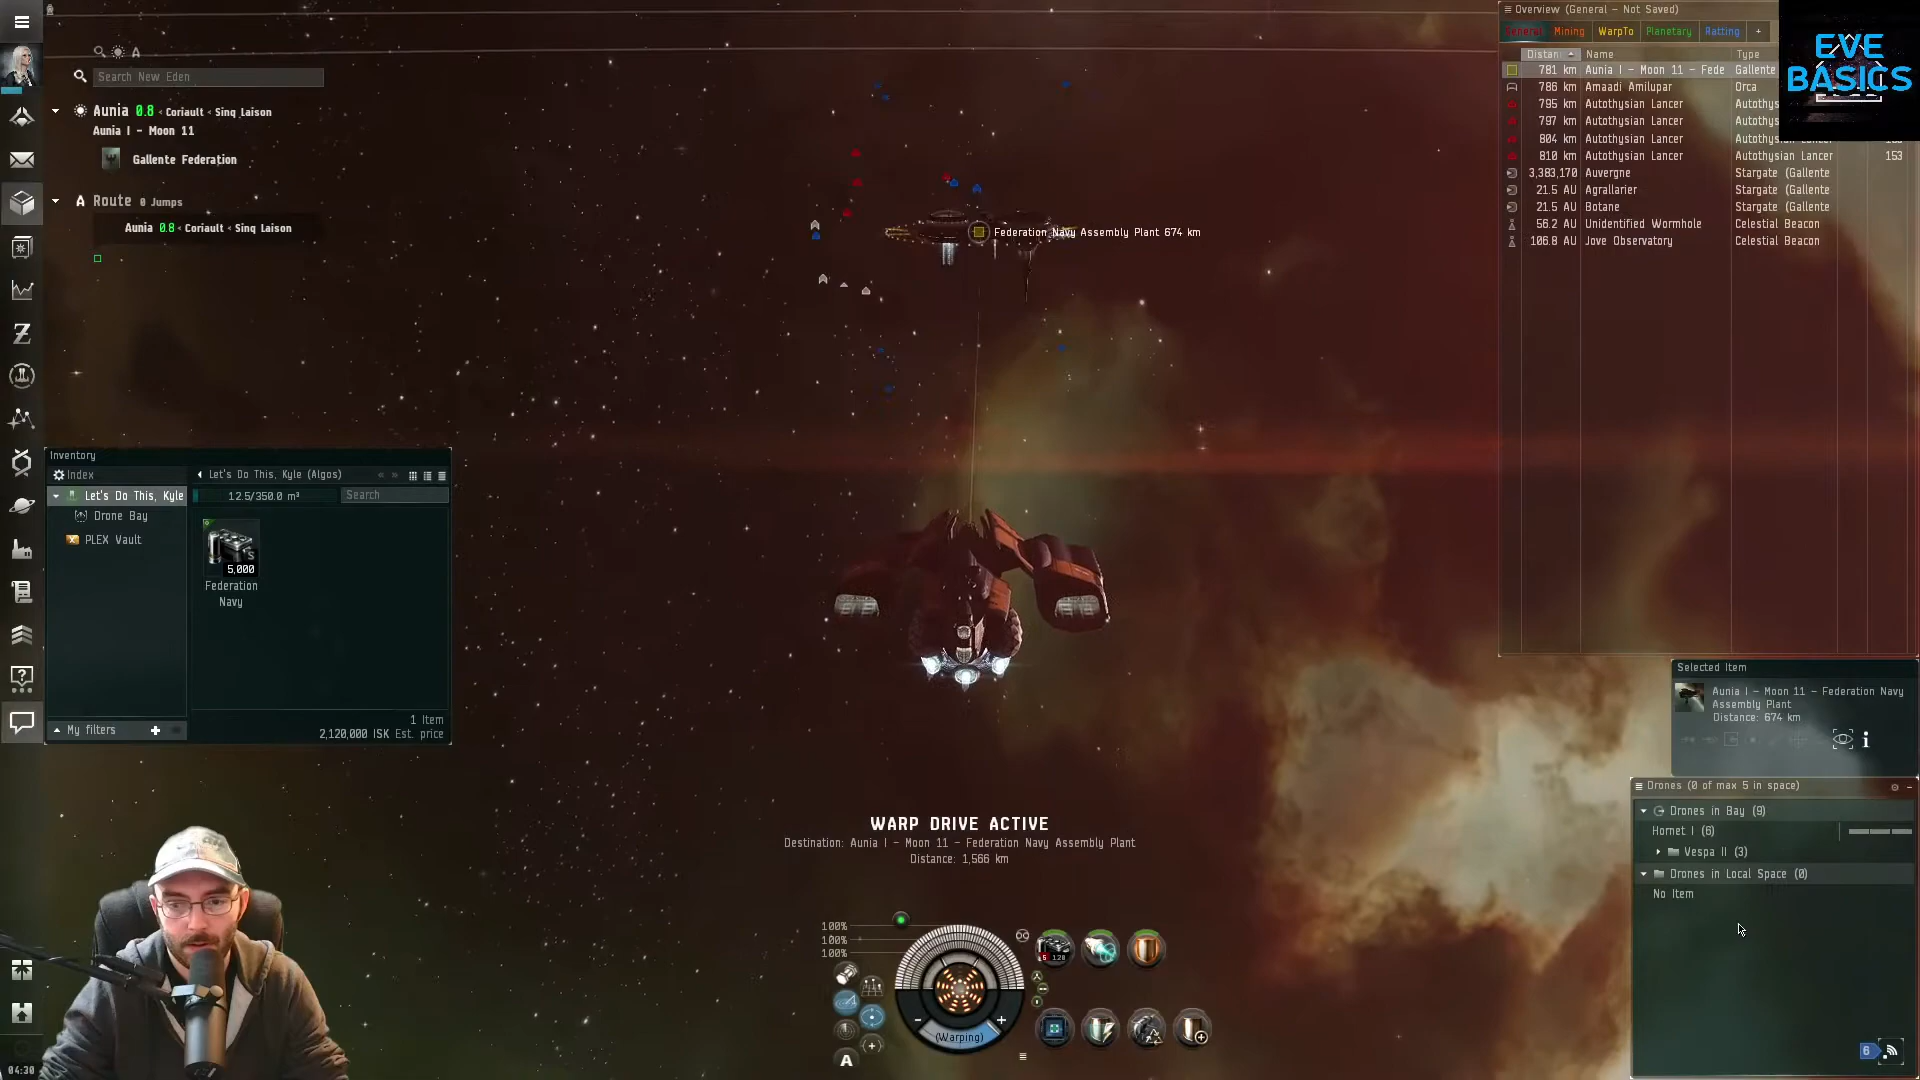 Overview (General - Not Saved)
General Mining WarpTo Planetary Ratting +
EVE
BASICS
Search New Eden
Aunia 0.8 < Coriault < Sinq Laison
Aunia I - Moon 11
Gallente Federation
A Route 0 Jumps
Aunia 0.8 < Coriault < Sinq Laison
Distan Name Type
781 km Aunia I - Moon 11 - Fede Gallente
786 km Amaadi Amilupar Orca
795 km Autothysian Lancer Autothys
797 km Autothysian Lancer Autothys
804 km Autothysian Lancer Autothys
810 km Autothysian Lancer Autothysian Lancer 153
3,383,170 Auvergne Stargate (Gallente
21.5 AU Agrallarier Stargate (Gallente
21.5 AU Botane Stargate (Gallente
56.2 AU Unidentified Wormhole Celestial Beacon
106.8 AU Jove Observatory Celestial Beacon
Federation Navy Assembly Plant 674 km
Inventory
Index
Let's Do This, Kyle (Algos)
Let's Do This, Kyle
12.5/350.0 m³
Search
Drone Bay
PLEX Vault
5,000
Federation
Navy
My filters
1 Item
2,120,000 ISK Est. price
Selected Item
Aunia I - Moon 11 - Federation Navy
Assembly Plant
Distance: 674 km
Drones (0 of max 5 in space)
Drones in Bay (9)
Hornet I (6)
Vespa II (3)
Drones in Local Space (0)
No Item
WARP DRIVE ACTIVE
Destination: Aunia I - Moon 11 - Federation Navy Assembly Plant
Distance: 1,566 km
100%
100%
100%
(Warping)
A
6
04:30